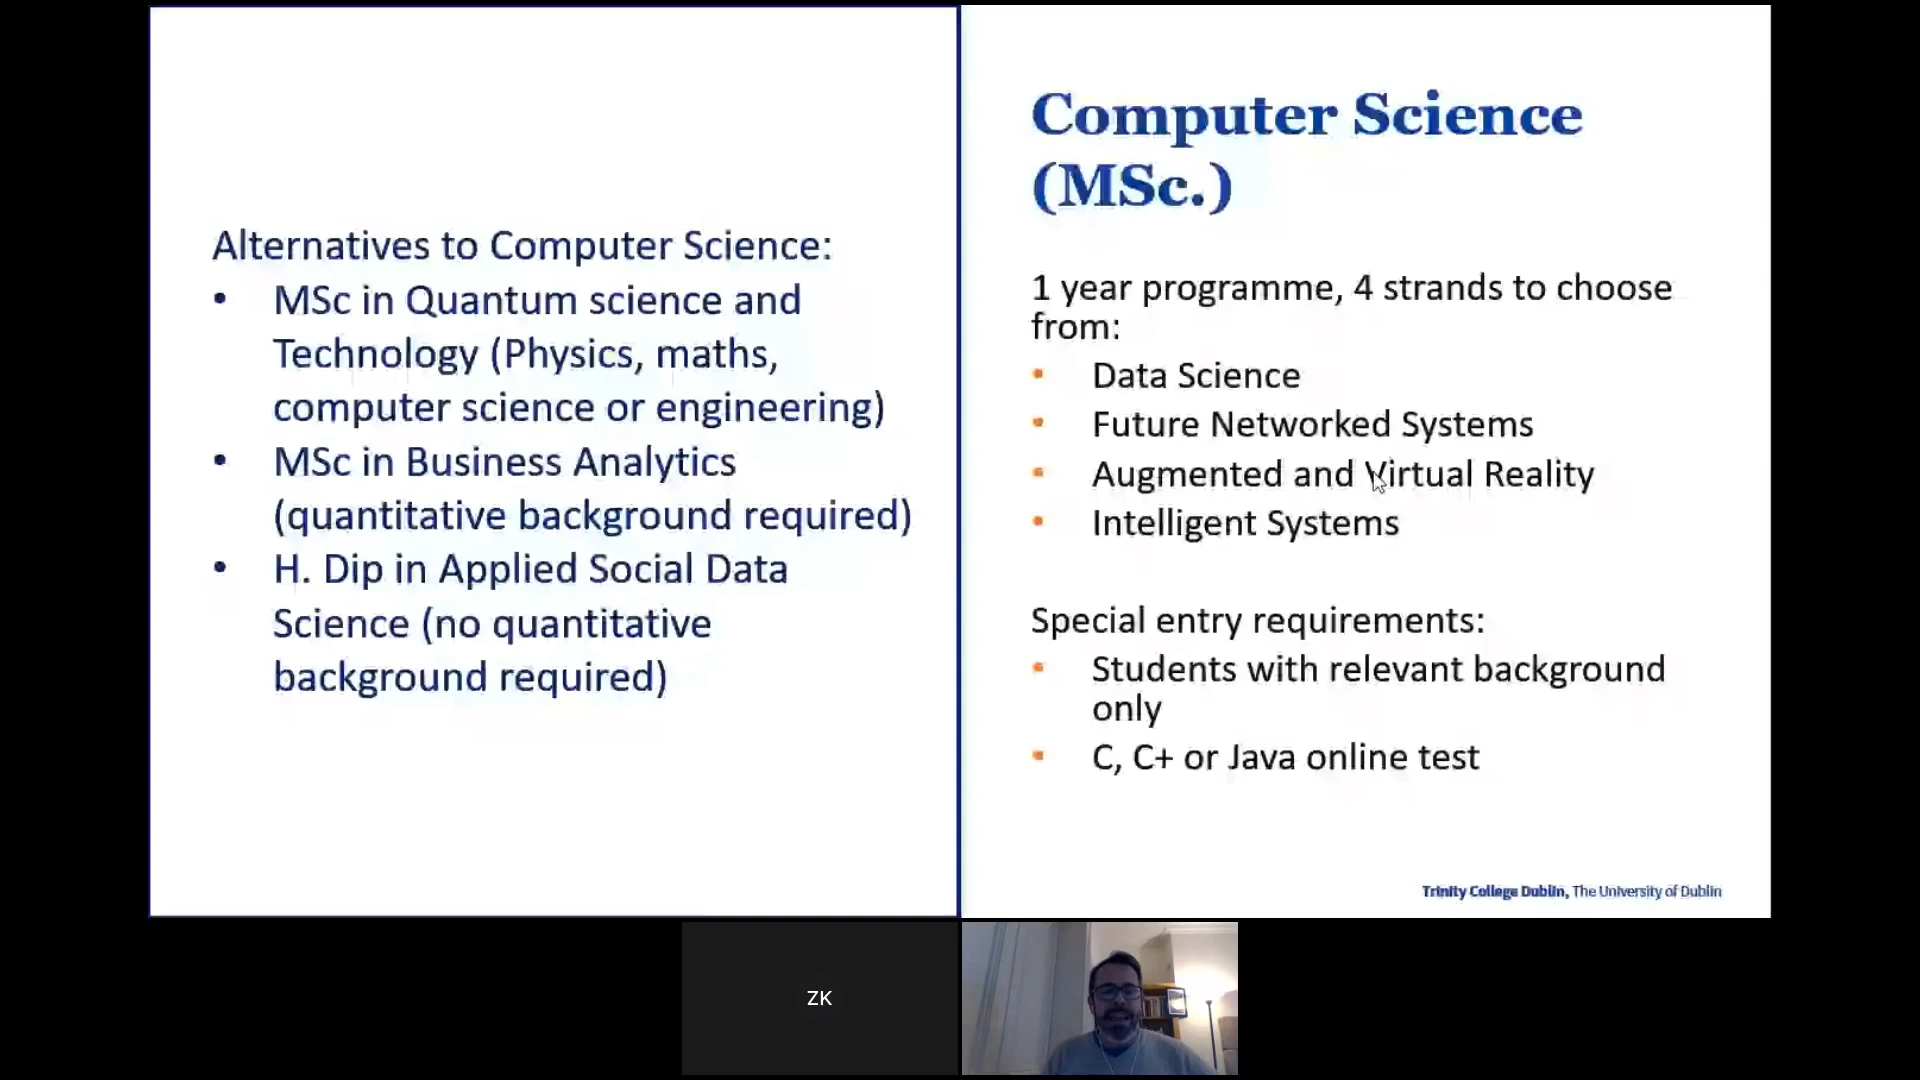 Alternatives to Computer Science:
• MSc in Quantum science and
Technology (Physics, maths,
computer science or engineering)
• MSc in Business Analytics
(quantitative background required)
• H. Dip in Applied Social Data
Science (no quantitative
background required)
Computer Science
(MSc.)
1 year programme, 4 strands to choose
from:
• Data Science
• Future Networked Systems
• Augmented and Virtual Reality
• Intelligent Systems
Special entry requirements:
• Students with relevant background
only
• C, C+ or Java online test
Trinity College Dublin, The University of Dublin
ZK